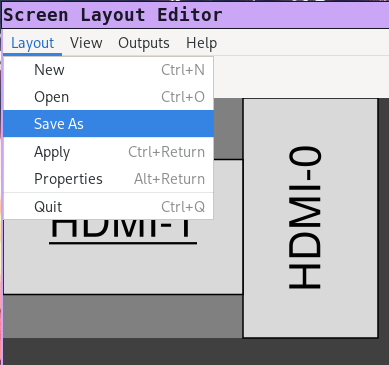 Screen Layout Editor
Layout View Outputs Help
New Ctrl+N
Open Ctrl+O
Save As
Apply Ctrl+Return
Properties Alt+Return
Quit Ctrl+Q
HDMI-1
HDMI-0